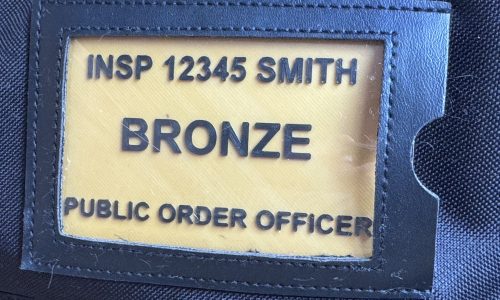 INSP 12345 SMITH
BRONZE
PUBLIC ORDER OFFICER